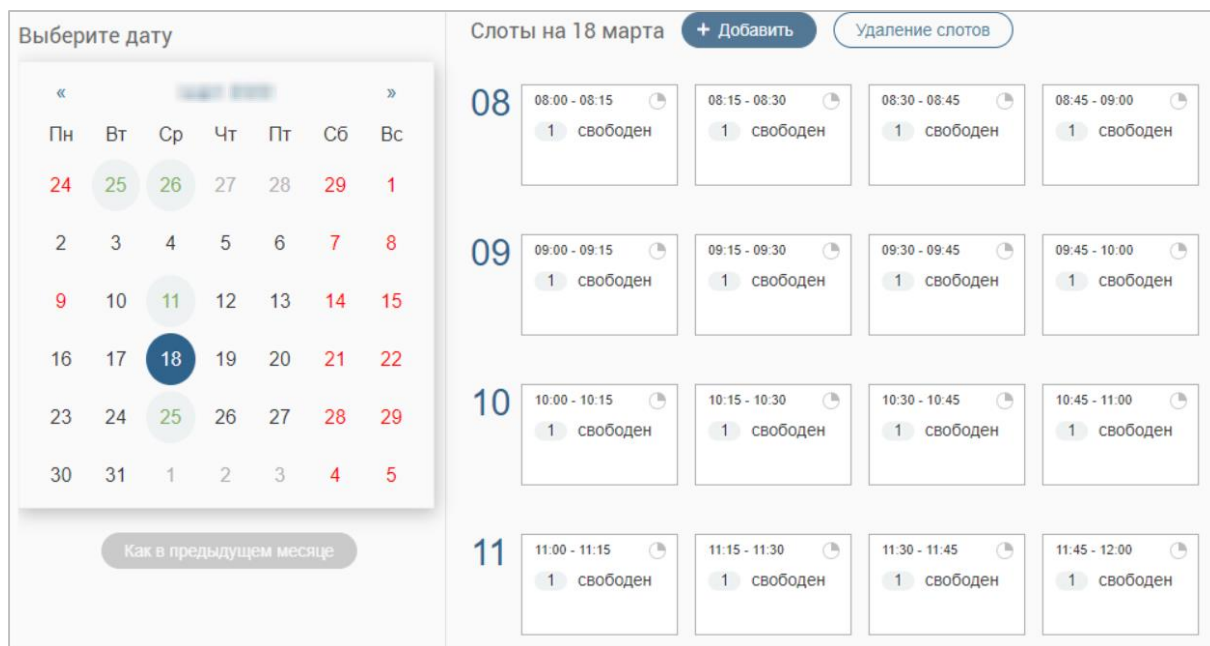 Выберите дату
« »
Пн Вт Ср Чт Пт Сб Вс
24 25 26 27 28 29 1
2 3 4 5 6 7 8
9 10 11 12 13 14 15
16 17 18 19 20 21 22
23 24 25 26 27 28 29
30 31 1 2 3 4 5
Как в предыдущем месяце
Слоты на 18 марта + Добавить Удаление слотов
08 08:00 - 08:15 08:15 - 08:30 08:30 - 08:45 08:45 - 09:00
1 свободен 1 свободен 1 свободен 1 свободен
09 09:00 - 09:15 09:15 - 09:30 09:30 - 09:45 09:45 - 10:00
1 свободен 1 свободен 1 свободен 1 свободен
10 10:00 - 10:15 10:15 - 10:30 10:30 - 10:45 10:45 - 11:00
1 свободен 1 свободен 1 свободен 1 свободен
11 11:00 - 11:15 11:15 - 11:30 11:30 - 11:45 11:45 - 12:00
1 свободен 1 свободен 1 свободен 1 свободен